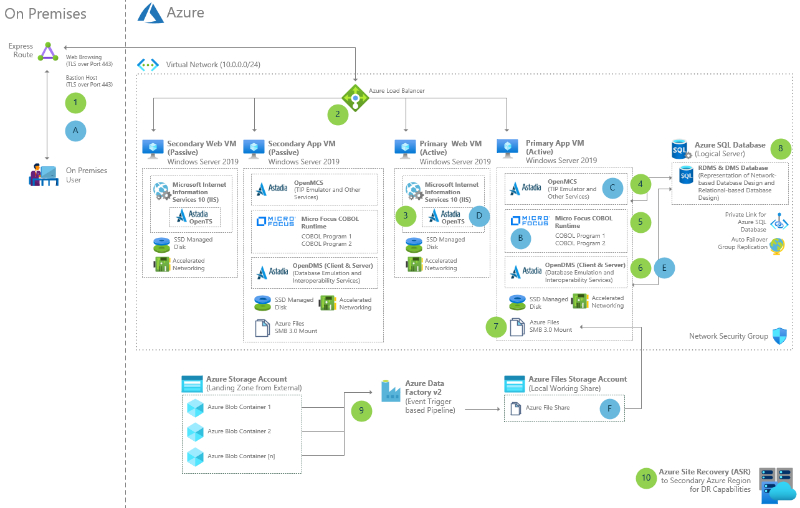 On Premises
Azure
Express
Route
Web Browsing
(TLS over Port 443)
Bastion Host
(TLS over Port 443)
1
A
On Premises
User
Virtual Network (10.0.0.0/24)
Azure Load Balancer
2
Secondary Web VM
(Passive)
Windows Server 2019
Microsoft Internet
Information
Services 10 (IIS)
Astadia
OpenTS
SSD Managed
Disk
Accelerated
Networking
Secondary App VM
(Passive)
Windows Server 2019
Astadia
OpenMCS
(TIP Emulator and Other
Services)
MICRO
FOCUS
Micro Focus COBOL
Runtime
COBOL Program 1
COBOL Program 2
Astadia
OpenDMS (Client & Server)
(Database Emulation and
Interoperability Services)
SSD Managed
Disk
Accelerated
Networking
Azure Files
SMB 3.0 Mount
Primary Web VM
(Active)
Windows Server 2019
Microsoft Internet
Information
Services 10 (IIS)
3
Astadia
OpenTS
D
SSD Managed
Disk
Accelerated
Networking
Primary App VM
(Active)
Windows Server 2019
Astadia
OpenMCS
(TIP Emulator and
Other Services)
C
4
MICRO
FOCUS
B
Micro Focus COBOL
Runtime
COBOL Program 1
COBOL Program 2
5
Astadia
OpenDMS (Client & Server)
(Database Emulation and
Interoperability Services)
6
E
SSD Managed
Disk
Accelerated
Networking
7
Azure Files
SMB 3.0 Mount
SQL
Azure SQL Database
(Logical Server)
8
SQL
RDMS & DMS Database
(Representation of Network-
based Database Design and
Relational-based Database
Design)
Private Link for
Azure SQL
Database
Auto Failover
Group Replication
Network Security Group
Azure Storage Account
(Landing Zone from External)
Azure Blob Container 1
Azure Blob Container 2
Azure Blob Container [n]
9
Azure Data
Factory v2
(Event Trigger
based Pipeline)
Azure Files Storage Account
(Local Working Share)
Azure File Share
F
10
Azure Site Recovery (ASR)
to Secondary Azure Region
for DR Capabilities